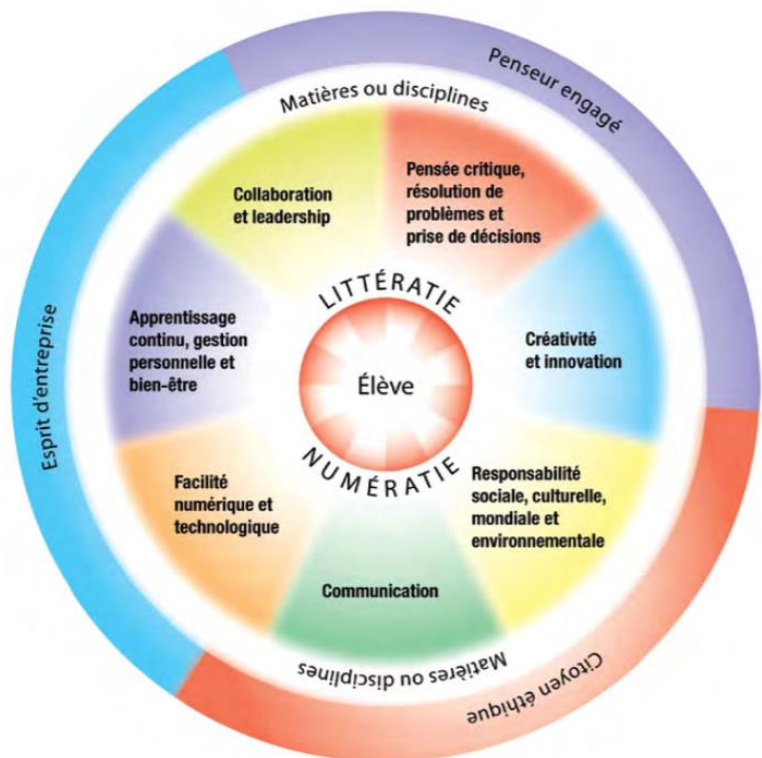 Penseur engagé
Matières ou disciplines
Collaboration
et leadership
Pensée critique,
résolution de
problèmes et
prise de décisions
LITTÉRATIE
Esprit d'entreprise
Apprentissage
continu, gestion
personnelle et
bien-être
Créativité
et innovation
Élève
NUMÉRATIE
Facilité
numérique et
technologique
Responsabilité
sociale, culturelle,
mondiale et
environnementale
Communication
Matières ou disciplines
Citoyen éthique